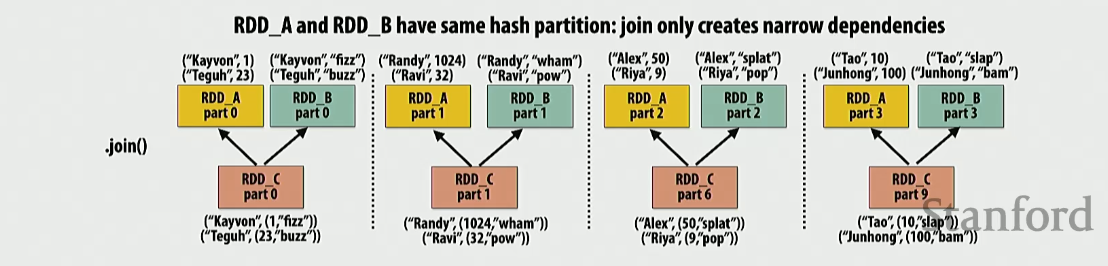 RDD_A and RDD_B have same hash partition: join only creates narrow dependencies
("Kayvon", 1) ("Kayvon", "fizz") ("Randy", 1024) ("Randy", "wham") ("Alex", 50) ("Alex", "splat") ("Tao", 10) ("Tao", "slap")
("Teguh", 23) ("Teguh", "buzz") ("Ravi", 32) ("Ravi", "pow") ("Riya", 9) ("Riya", "pop") ("Junhong", 100) ("Junhong", "bam")
RDD_A RDD_B RDD_A RDD_B RDD_A RDD_B RDD_A RDD_B
part 0 part 0 part 1 part 1 part 2 part 2 part 3 part 3
.join()
RDD_C RDD_C RDD_C RDD_C
part 0 part 1 part 6 part 9
("Kayvon", (1,"fizz")) ("Randy", (1024,"wham")) ("Alex", (50,"splat")) ("Tao", (10,"slap"))
("Teguh", (23,"buzz")) ("Ravi", (32,"pow")) ("Riya", (9,"pop")) ("Junhong", (100,"bam"))
Stanford